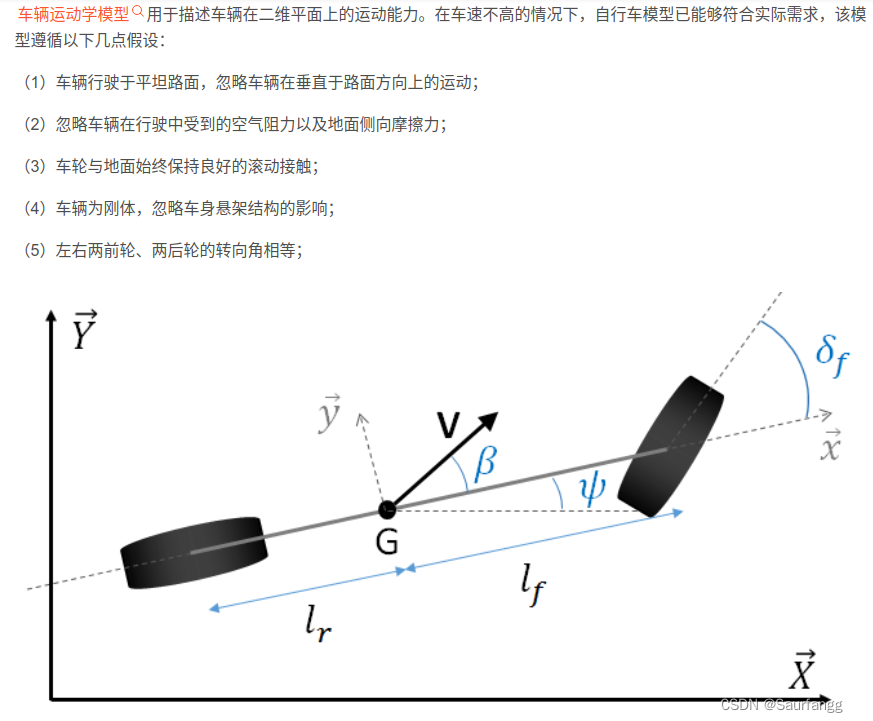 车辆运动学模型用于描述车辆在二维平面上的运动能力。在车速不高的情况下，自行车模型已能够符合实际需求，该模
型遵循以下几点假设：
（1）车辆行驶于平坦路面，忽略车辆在垂直于路面方向上的运动；
（2）忽略车辆在行驶中受到的空气阻力以及地面侧向摩擦力；
（3）车轮与地面始终保持良好的滚动接触；
（4）车辆为刚体，忽略车身悬架结构的影响；
（5）左右两前轮、两后轮的转向角相等；
Y⃗
δ_f
y⃗
V
x⃗
β
ψ
G
l_f
l_r
X⃗
CSDN @Saurfangg